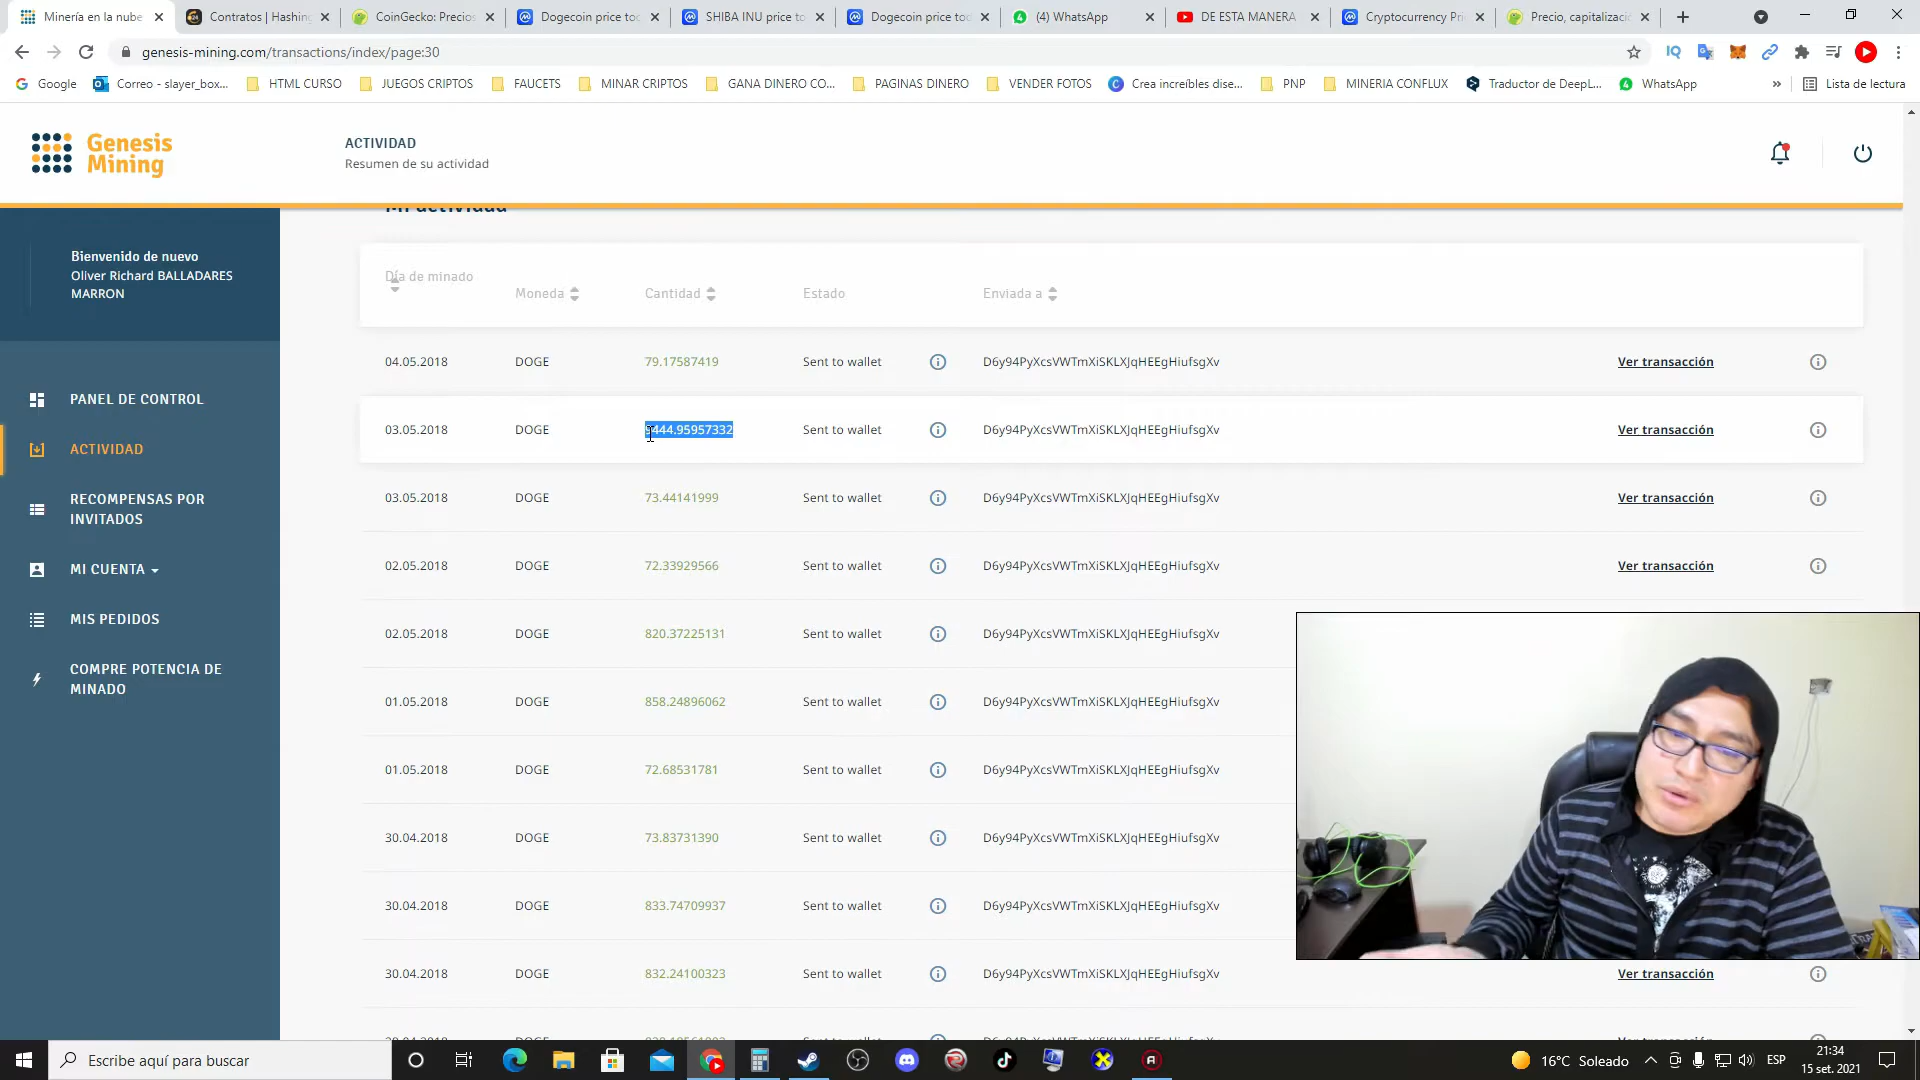 Minería en la nube
Contratos | Hashing
CoinGecko: Precios
Dogecoin price too
SHIBA INU price to
Dogecoin price too
(4) WhatsApp
DE ESTA MANERA
Cryptocurrency Pri
Precio, capitalizació
genesis-mining.com/transactions/index/page:30
Google
Correo - slayer_box...
HTML CURSO
JUEGOS CRIPTOS
FAUCETS
MINAR CRIPTOS
GANA DINERO CO...
PAGINAS DINERO
VENDER FOTOS
Crea increíbles dise...
PNP
MINERIA CONFLUX
Traductor de DeepL...
WhatsApp
»
Lista de lectura
Genesis
Mining
ACTIVIDAD
Resumen de su actividad
Bienvenido de nuevo
Oliver Richard BALLADARES
MARRON
PANEL DE CONTROL
ACTIVIDAD
RECOMPENSAS POR
INVITADOS
MI CUENTA
MIS PEDIDOS
COMPRE POTENCIA DE
MINADO
Mi actividad
Día de minado Moneda Cantidad Estado Enviada a
04.05.2018 DOGE 79.17587419 Sent to wallet D6y94PyXcsVWTmXiSKLXJqHEEgHiufsgXv Ver transacción
03.05.2018 DOGE 9444.95957332 Sent to wallet D6y94PyXcsVWTmXiSKLXJqHEEgHiufsgXv Ver transacción
03.05.2018 DOGE 73.44141999 Sent to wallet D6y94PyXcsVWTmXiSKLXJqHEEgHiufsgXv Ver transacción
02.05.2018 DOGE 72.33929566 Sent to wallet D6y94PyXcsVWTmXiSKLXJqHEEgHiufsgXv Ver transacción
02.05.2018 DOGE 820.37225131 Sent to wallet D6y94PyXcsVWTmXiSKLXJqHEEgHiufsgXv
01.05.2018 DOGE 858.24896062 Sent to wallet D6y94PyXcsVWTmXiSKLXJqHEEgHiufsgXv
01.05.2018 DOGE 72.68531781 Sent to wallet D6y94PyXcsVWTmXiSKLXJqHEEgHiufsgXv
30.04.2018 DOGE 73.83731390 Sent to wallet D6y94PyXcsVWTmXiSKLXJqHEEgHiufsgXv
30.04.2018 DOGE 833.74709937 Sent to wallet D6y94PyXcsVWTmXiSKLXJqHEEgHiufsgXv
30.04.2018 DOGE 832.24100323 Sent to wallet D6y94PyXcsVWTmXiSKLXJqHEEgHiufsgXv Ver transacción
Escribe aquí para buscar
16°C Soleado
ESP
21:34
15 set. 2021